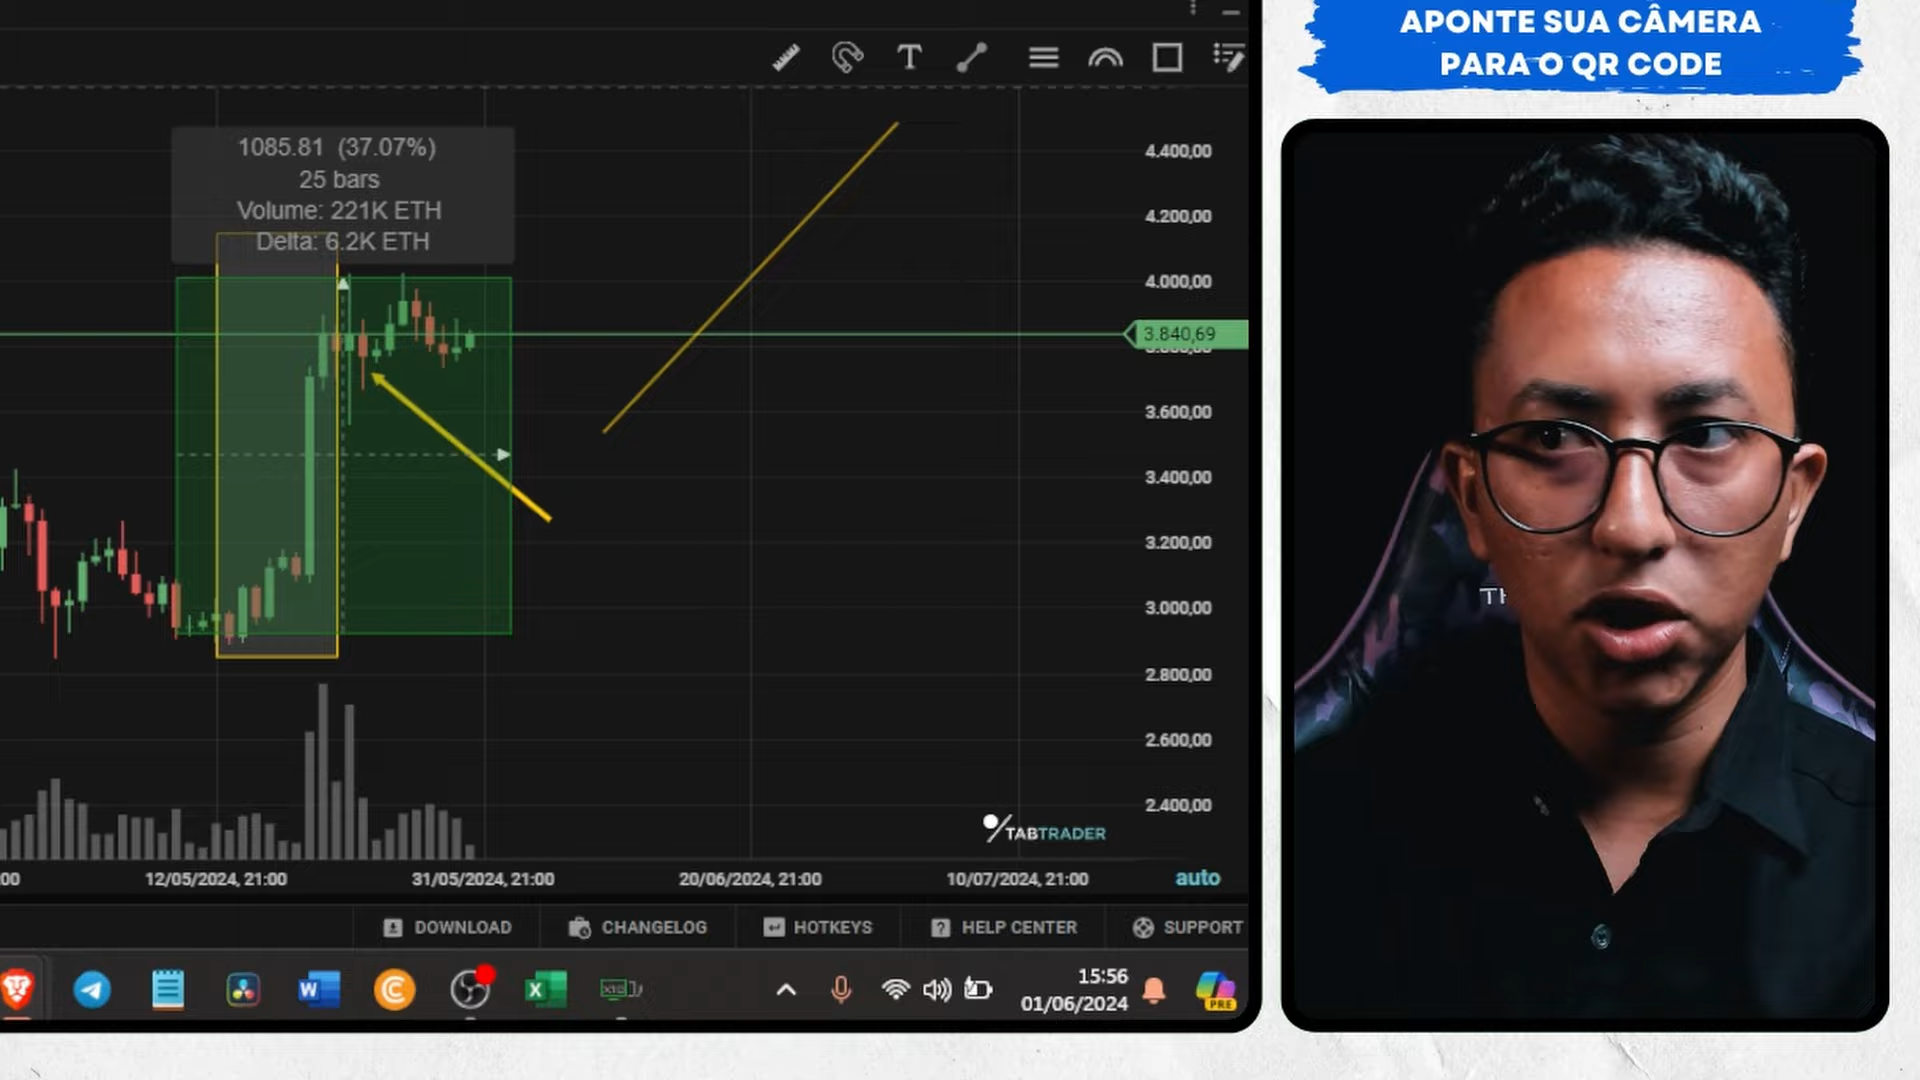 APONTE SUA CÂMERA
PARA O QR CODE
T
1085.81 (37.07%)
25 bars
Volume: 221K ETH
Delta: 6.2K ETH
4.400,00
4.200,00
4.000,00
3.840,69
3.600,00
3.400,00
3.200,00
3.000,00
2.800,00
2.600,00
2.400,00
TABTRADER
00
12/05/2024, 21:00
31/05/2024, 21:00
20/06/2024, 21:00
10/07/2024, 21:00
auto
DOWNLOAD
CHANGELOG
HOTKEYS
HELP CENTER
SUPPORT
W
C
X
15:56
01/06/2024
PRE
TH